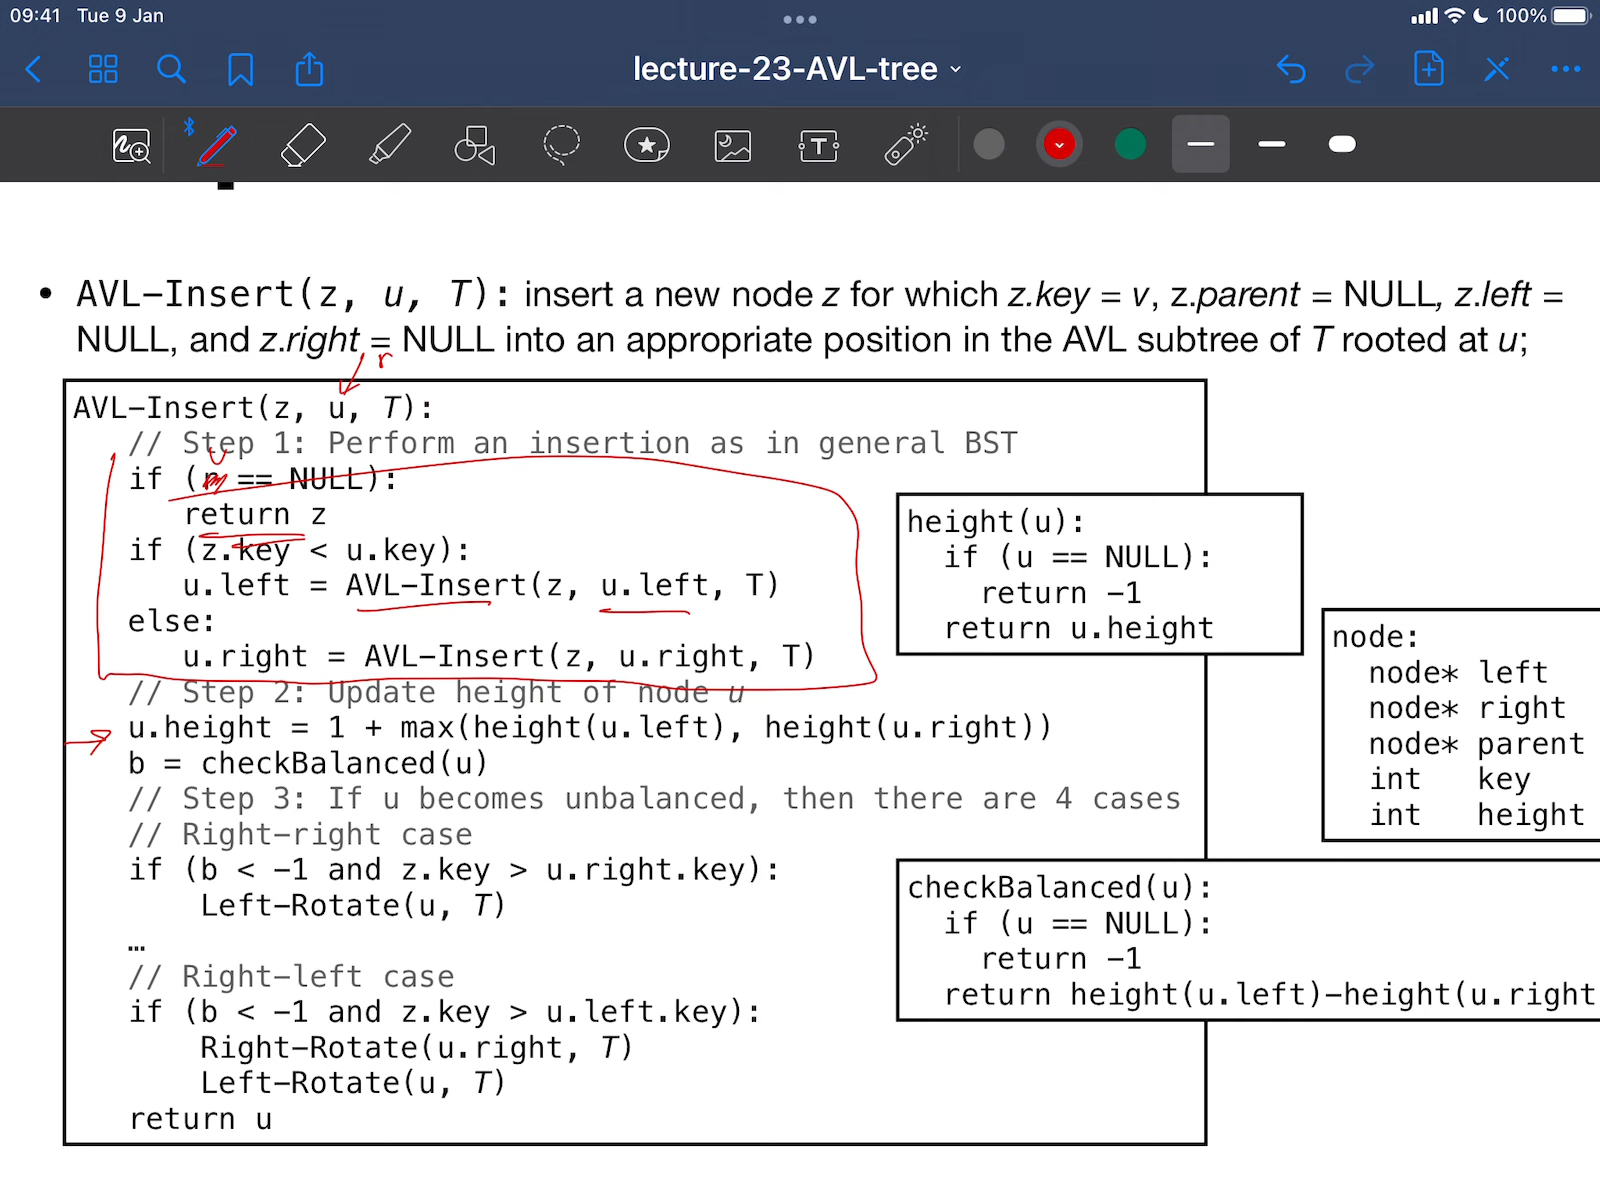 09:41 Tue 9 Jan
100%
lecture-23-AVL-tree
• AVL-Insert(z, u, T): insert a new node z for which z.key = v, z.parent = NULL, z.left =
NULL, and z.right = NULL into an appropriate position in the AVL subtree of T rooted at u;
r
AVL-Insert(z, u, T):
// Step 1: Perform an insertion as in general BST
u
if ( == NULL):
return z
if (z.key < u.key):
u.left = AVL-Insert(z, u.left, T)
else:
u.right = AVL-Insert(z, u.right, T)
// Step 2: Update height of node u
u.height = 1 + max(height(u.left), height(u.right))
b = checkBalanced(u)
// Step 3: If u becomes unbalanced, then there are 4 cases
// Right-right case
if (b < -1 and z.key > u.right.key):
Left-Rotate(u, T)
…
// Right-left case
if (b < -1 and z.key > u.left.key):
Right-Rotate(u.right, T)
Left-Rotate(u, T)
return u
height(u):
if (u == NULL):
return -1
return u.height
node:
node* left
node* right
node* parent
int key
int height
checkBalanced(u):
if (u == NULL):
return -1
return height(u.left)-height(u.right